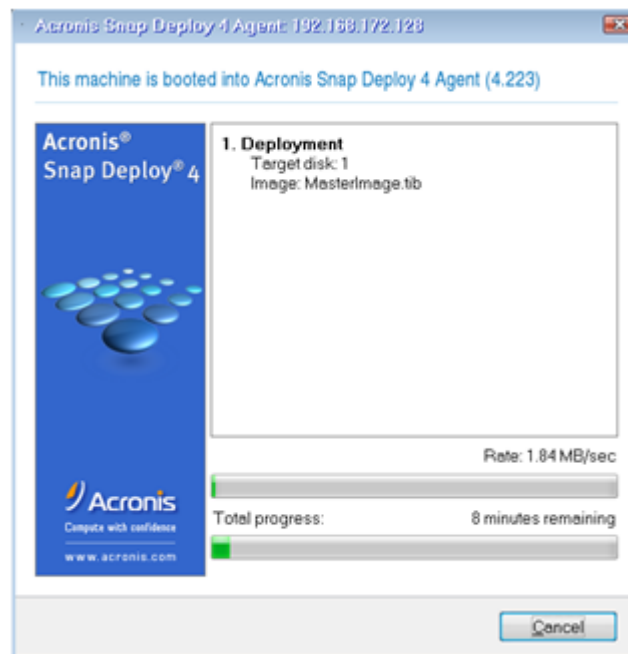 Acronis Snap Deploy 4 Agent: 192.168.172.128
This machine is booted into Acronis Snap Deploy 4 Agent (4.223)
Acronis®
Snap Deploy® 4
1. Deployment
Target disk: 1
Image: MasterImage.tib
Rate: 1.84 MB/sec
Total progress:
8 minutes remaining
Acronis
Compute with confidence
www.acronis.com
Cancel